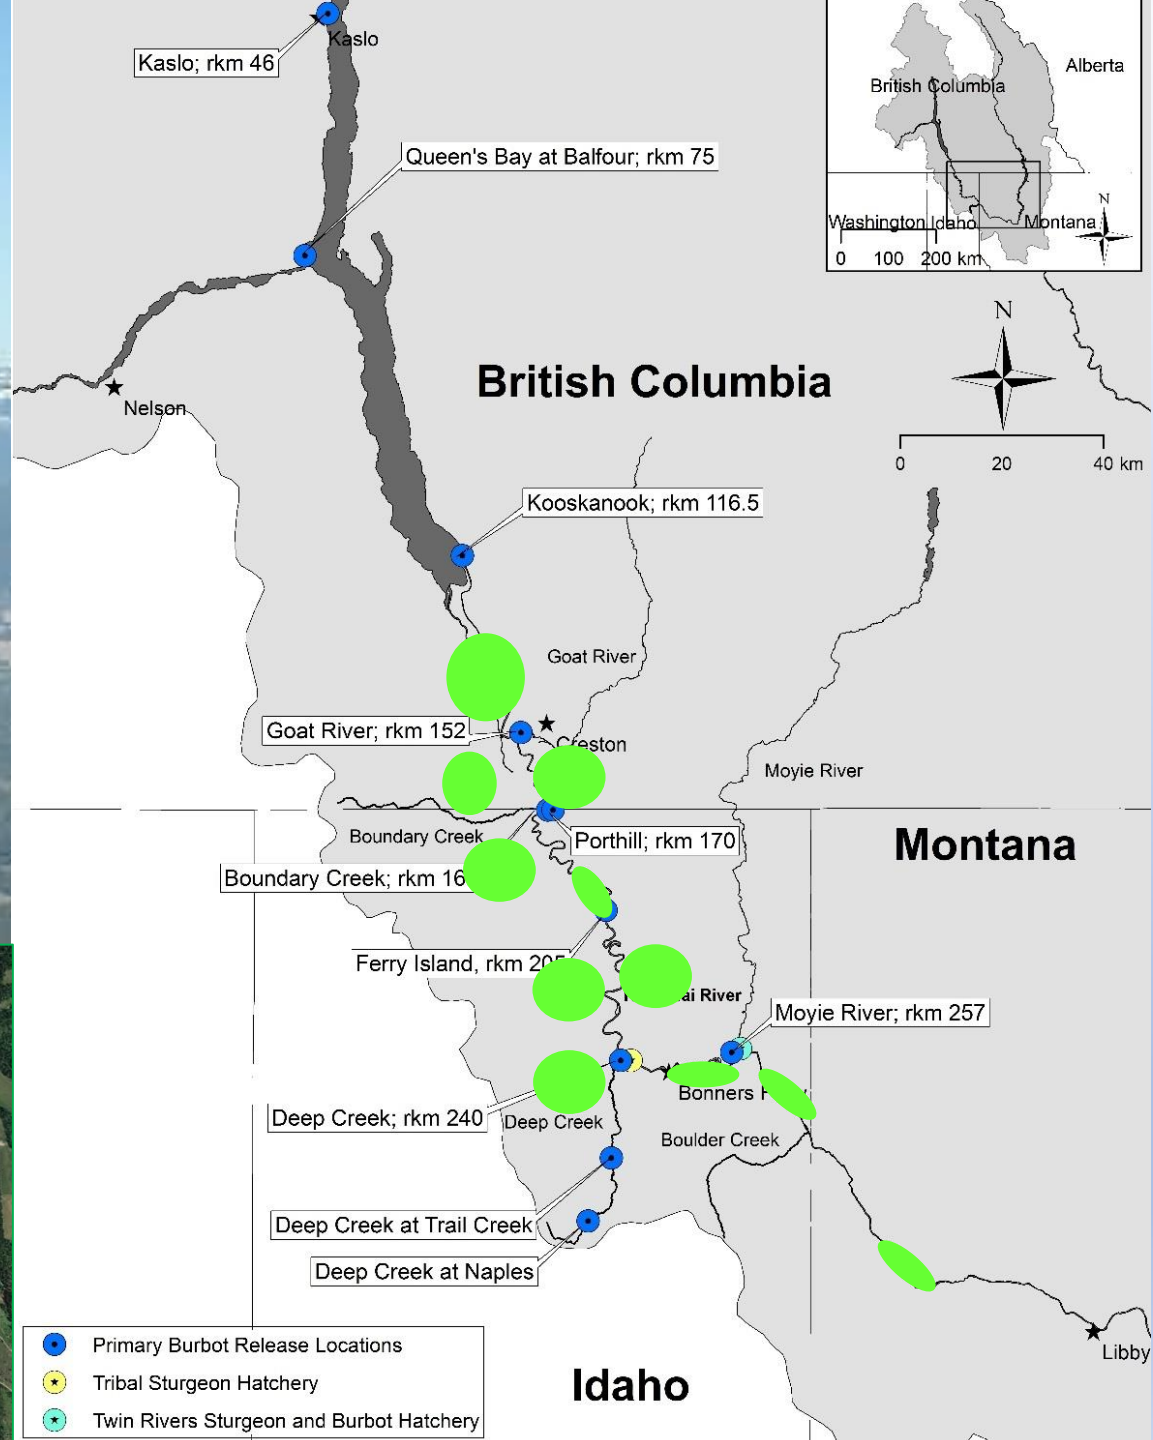 Kaslo
Kaslo; rkm 46
Queen's Bay at Balfour; rkm 75
British Columbia
Alberta
Washington
Idaho
Montana
N
0 100 200 km
N
0 20 40 km
British Columbia
Nelson
Kooskanook; rkm 116.5
Goat River
Goat River; rkm 152
Creston
Moyie River
Boundary Creek
Porthill; rkm 170
Montana
Boundary Creek; rkm 16
Ferry Island, rkm 205
ai River
Moyie River; rkm 257
Bonners
Deep Creek; rkm 240
Deep Creek
Boulder Creek
Deep Creek at Trail Creek
Deep Creek at Naples
Libby
Idaho
Primary Burbot Release Locations
Tribal Sturgeon Hatchery
Twin Rivers Sturgeon and Burbot Hatchery